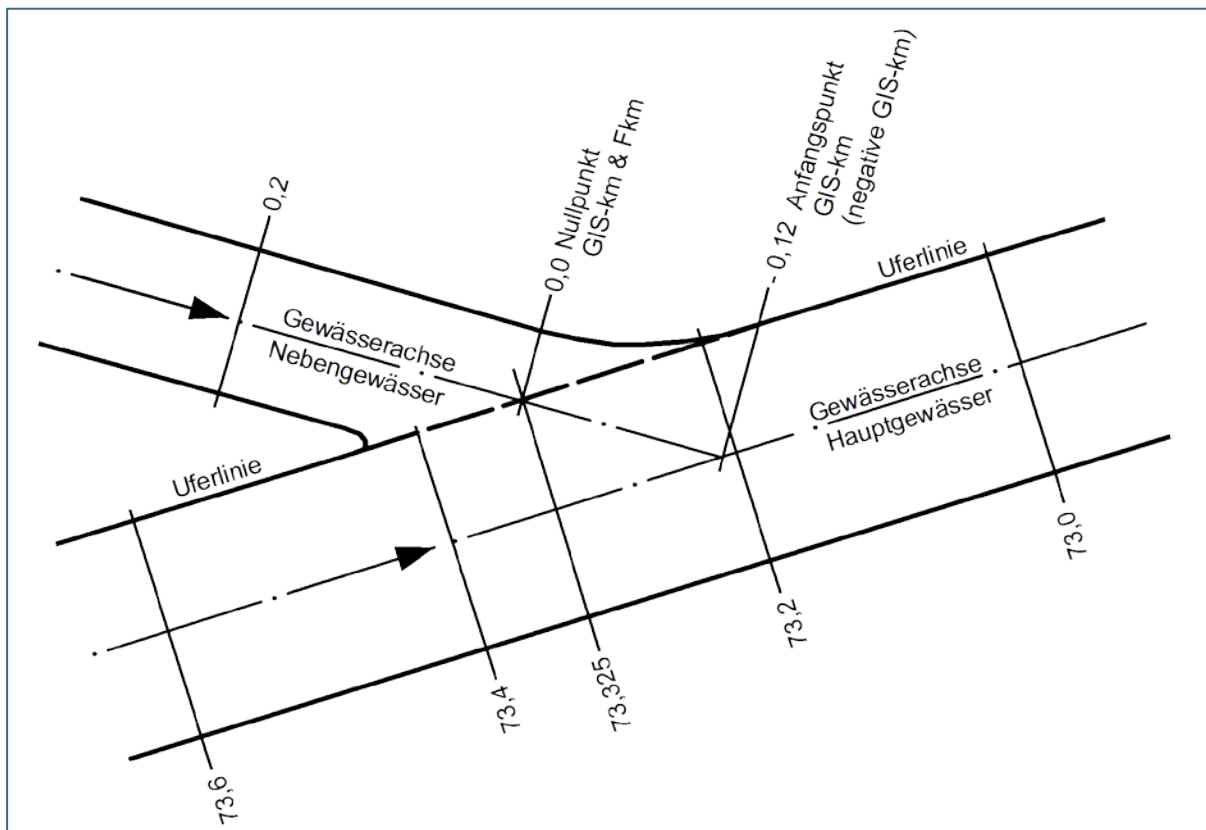 0,2
0,0 Nullpunkt
GIS-km & Fkm
- 0,12 Anfangspunkt
GIS-km
(negative GIS-km)
Uferlinie
Gewässerachse
Nebengewässer
Gewässerachse
Hauptgewässer
Uferlinie
73,0
73,2
73,325
73,4
73,6